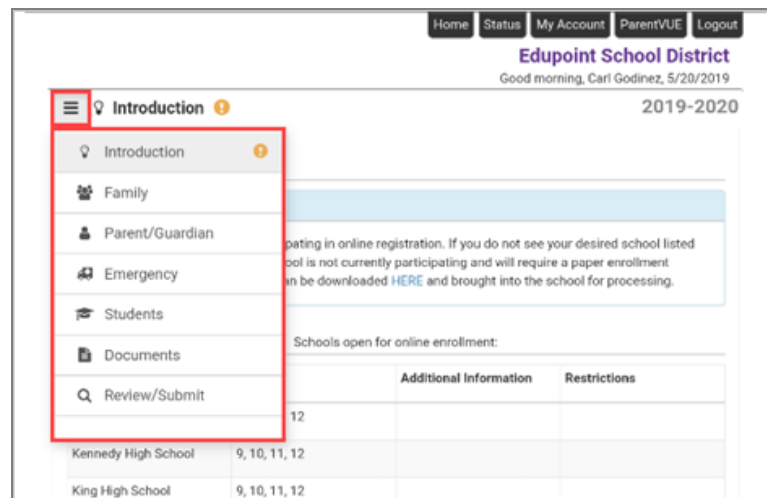 Home Status My Account ParentVUE Logout
Edupoint School District
Good morning, Carl Godinez, 5/20/2019
Introduction 2019-2020
Introduction
Family
Parent/Guardian
pating in online registration. If you do not see your desired school listed
ool is not currently participating and will require a paper enrollment
Emergency
an be downloaded HERE and brought into the school for processing.
Students
Schools open for online enrollment:
Documents
Additional Information Restrictions
Review/Submit
12
Kennedy High School 9, 10, 11, 12
King High School 9, 10, 11, 12